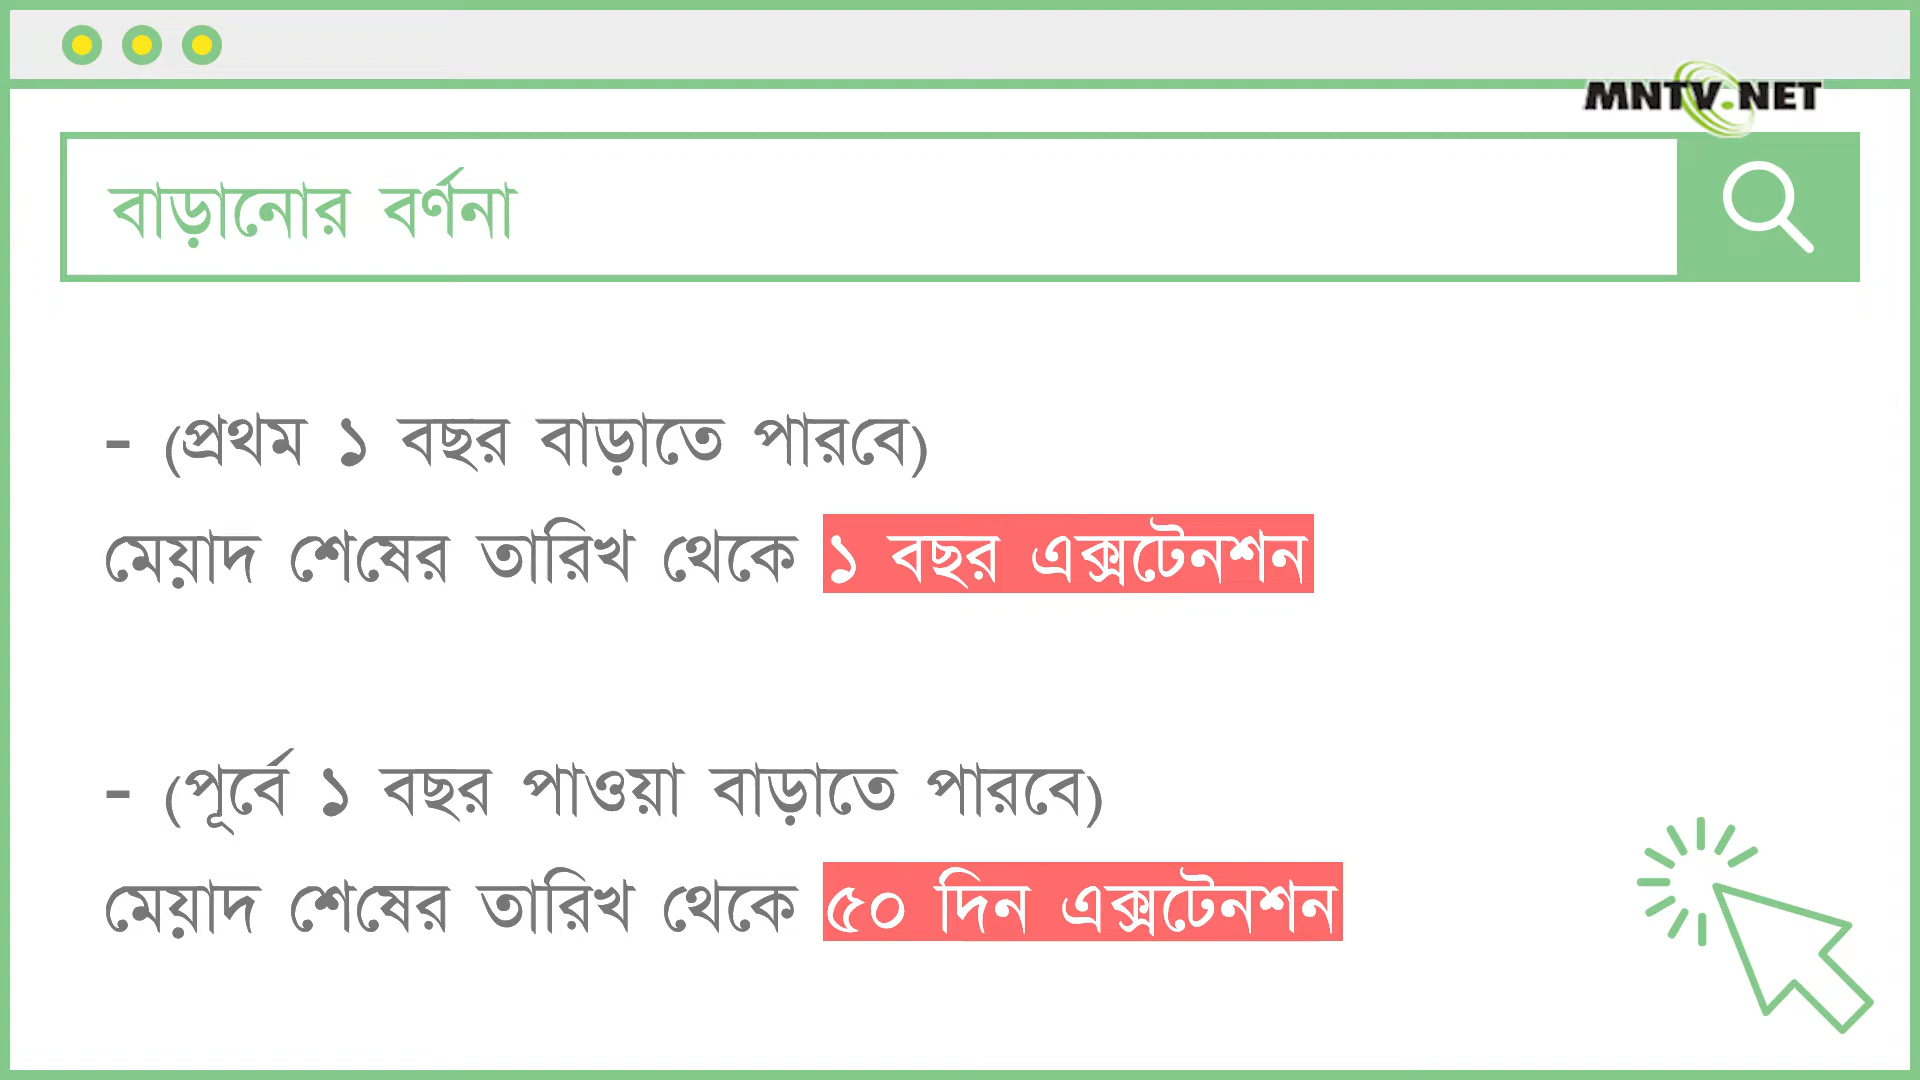 MNTV.NET
বাড়ানোর বর্ণনা
- (প্রথম ১ বছর বাড়াতে পারবে)
মেয়াদ শেষের তারিখ থেকে ১ বছর এক্সটেনশন
- (পূর্বে ১ বছর পাওয়া বাড়াতে পারবে)
মেয়াদ শেষের তারিখ থেকে ৫০ দিন এক্সটেনশন